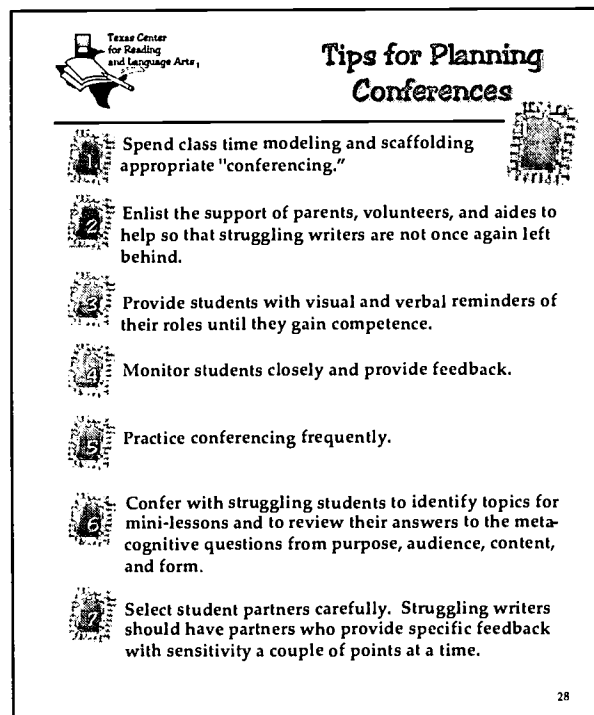 Texas Center
for Reading
and Language Arts
Tips for Planning
Conferences
1 Spend class time modeling and scaffolding
appropriate "conferencing."
2 Enlist the support of parents, volunteers, and aides to
help so that struggling writers are not once again left
behind.
3 Provide students with visual and verbal reminders of
their roles until they gain competence.
4 Monitor students closely and provide feedback.
5 Practice conferencing frequently.
6 Confer with struggling students to identify topics for
mini-lessons and to review their answers to the meta-
cognitive questions from purpose, audience, content,
and form.
7 Select student partners carefully. Struggling writers
should have partners who provide specific feedback
with sensitivity a couple of points at a time.
28